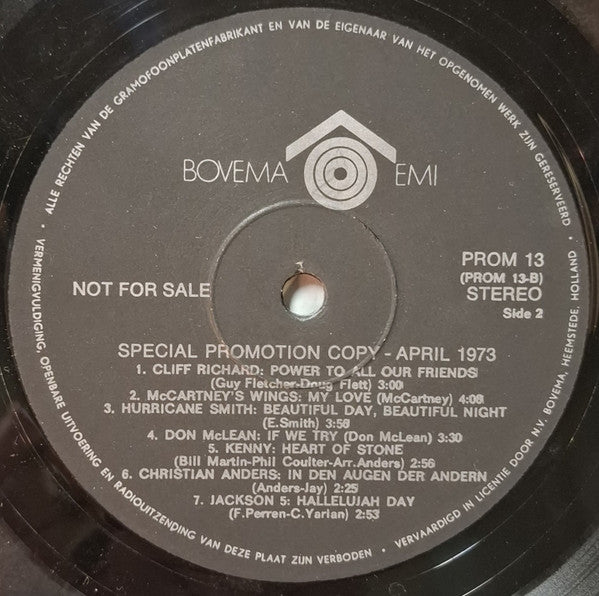 • ALLE RECHTEN VAN DE GRAMOFOONPLATENFABRIKANT EN VAN DE EIGENAAR VAN HET OPGENOMEN WERK ZIJN GERESERVEERD •
BOVEMA EMI
PROM 13
(PROM 13-B)
NOT FOR SALE
STEREO
Side 2
SPECIAL PROMOTION COPY - APRIL 1973
1. CLIFF RICHARD: POWER TO ALL OUR FRIENDS
(Guy Fletcher-Doug Flett) 3:00
2. McCARTNEY'S WINGS: MY LOVE (McCartney) 4:08
3. HURRICANE SMITH: BEAUTIFUL DAY, BEAUTIFUL NIGHT
(E.Smith) 3:56
4. DON McLEAN: IF WE TRY (Don McLean) 3:30
5. KENNY: HEART OF STONE
(Bill Martin-Phil Coulter-Arr.Anders) 2:56
6. CHRISTIAN ANDERS: IN DEN AUGEN DER ANDERN
(Anders-Jay) 2:25
7. JACKSON 5: HALLELUJAH DAY
(F.Perren-C.Yarian) 2:53
VERMENIGVULDIGING, OPENBARE UITVOERING EN RADIOUITZENDING VAN DEZE PLAAT ZIJN VERBODEN • VERVAARDIGD IN LICENTIE DOOR N.V. BOVEMA, HEEMSTEDE, HOLLAND •